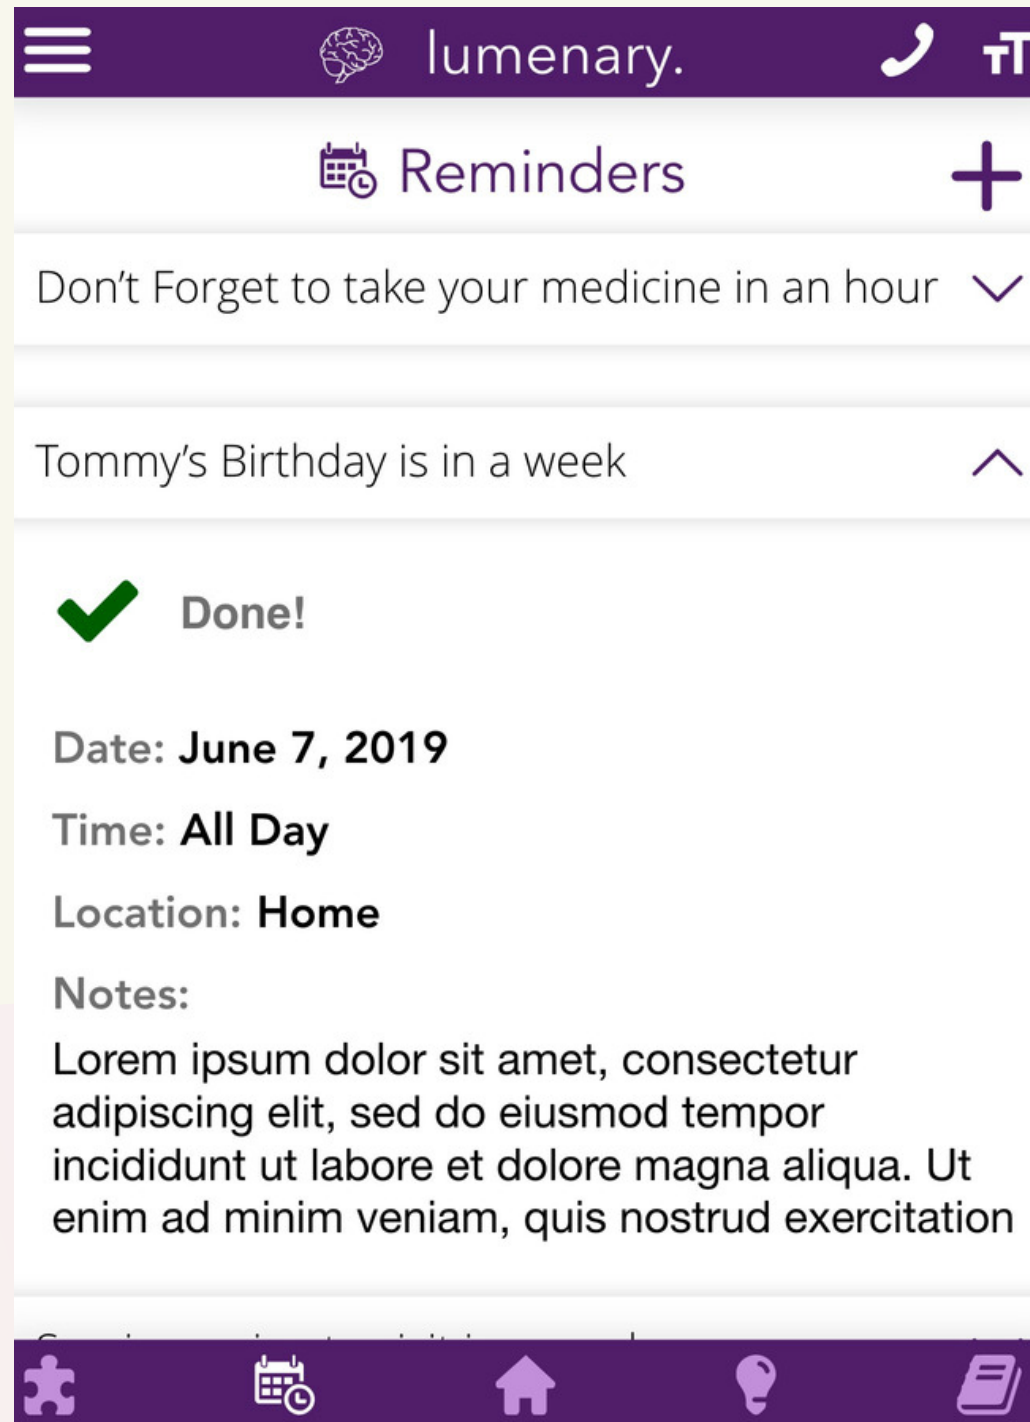 lumenary.
Reminders
Don't Forget to take your medicine in an hour
Tommy's Birthday is in a week
Done!
Date: June 7, 2019
Time: All Day
Location: Home
Notes:
Lorem ipsum dolor sit amet, consectetur
adipiscing elit, sed do eiusmod tempor
incididunt ut labore et dolore magna aliqua. Ut
enim ad minim veniam, quis nostrud exercitation